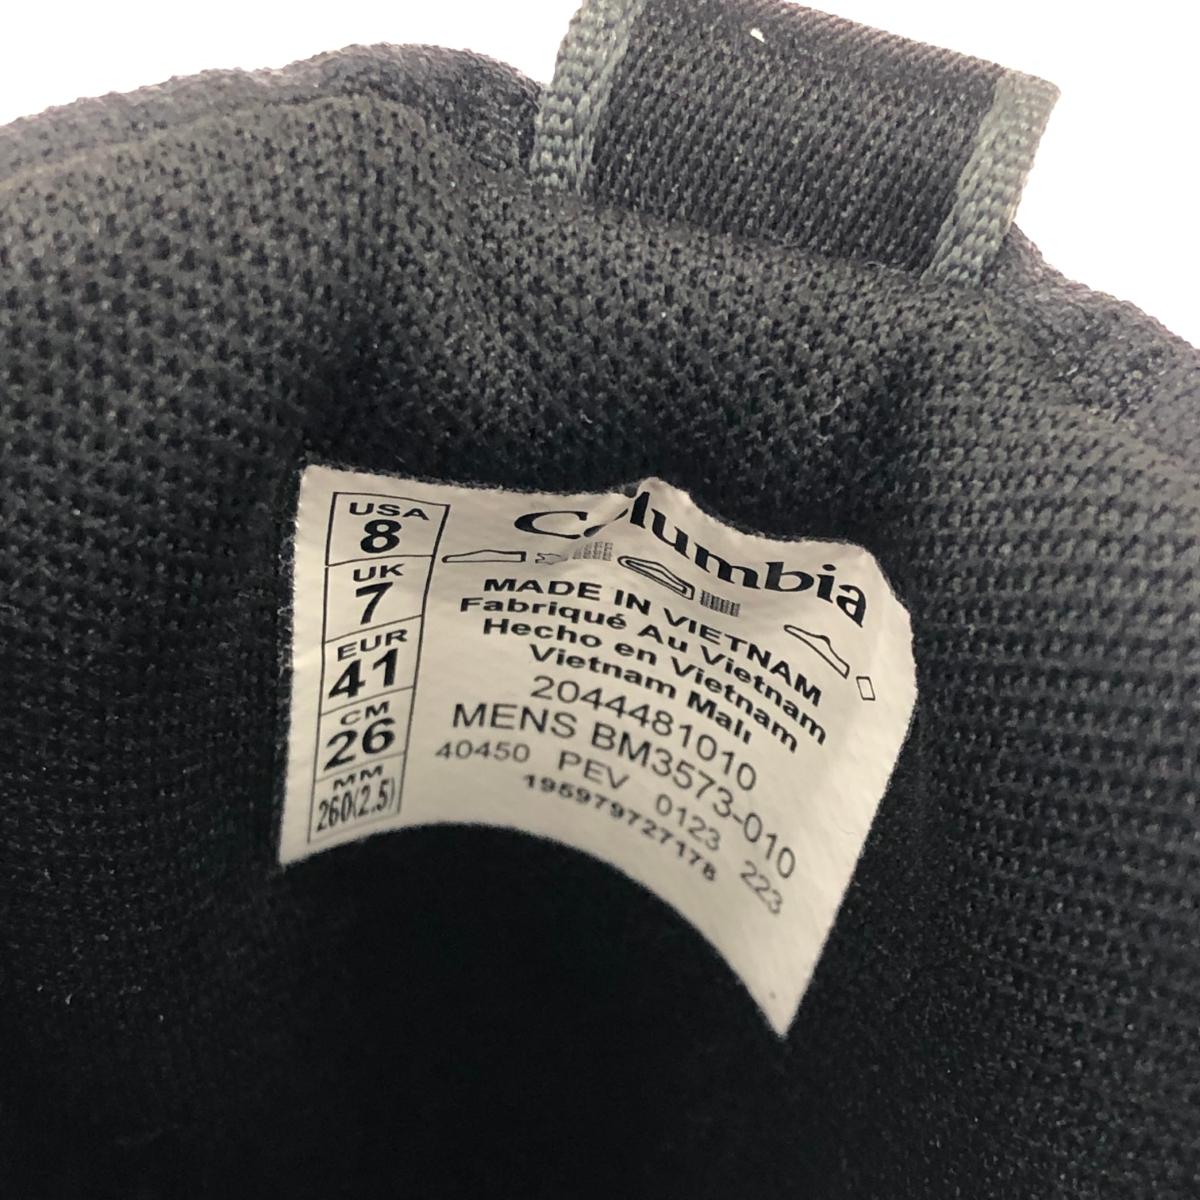 USA
8
UK
7
EUR
41
CM
26
MM
260(2.5)
Columbia
MADE IN VIETNAM
Fabriqué Au Vietnam
Hecho en Vietnam
Vietnam Malı
2044481010
MENS BM3573-010
40450 PEV 0123 223
195979727178